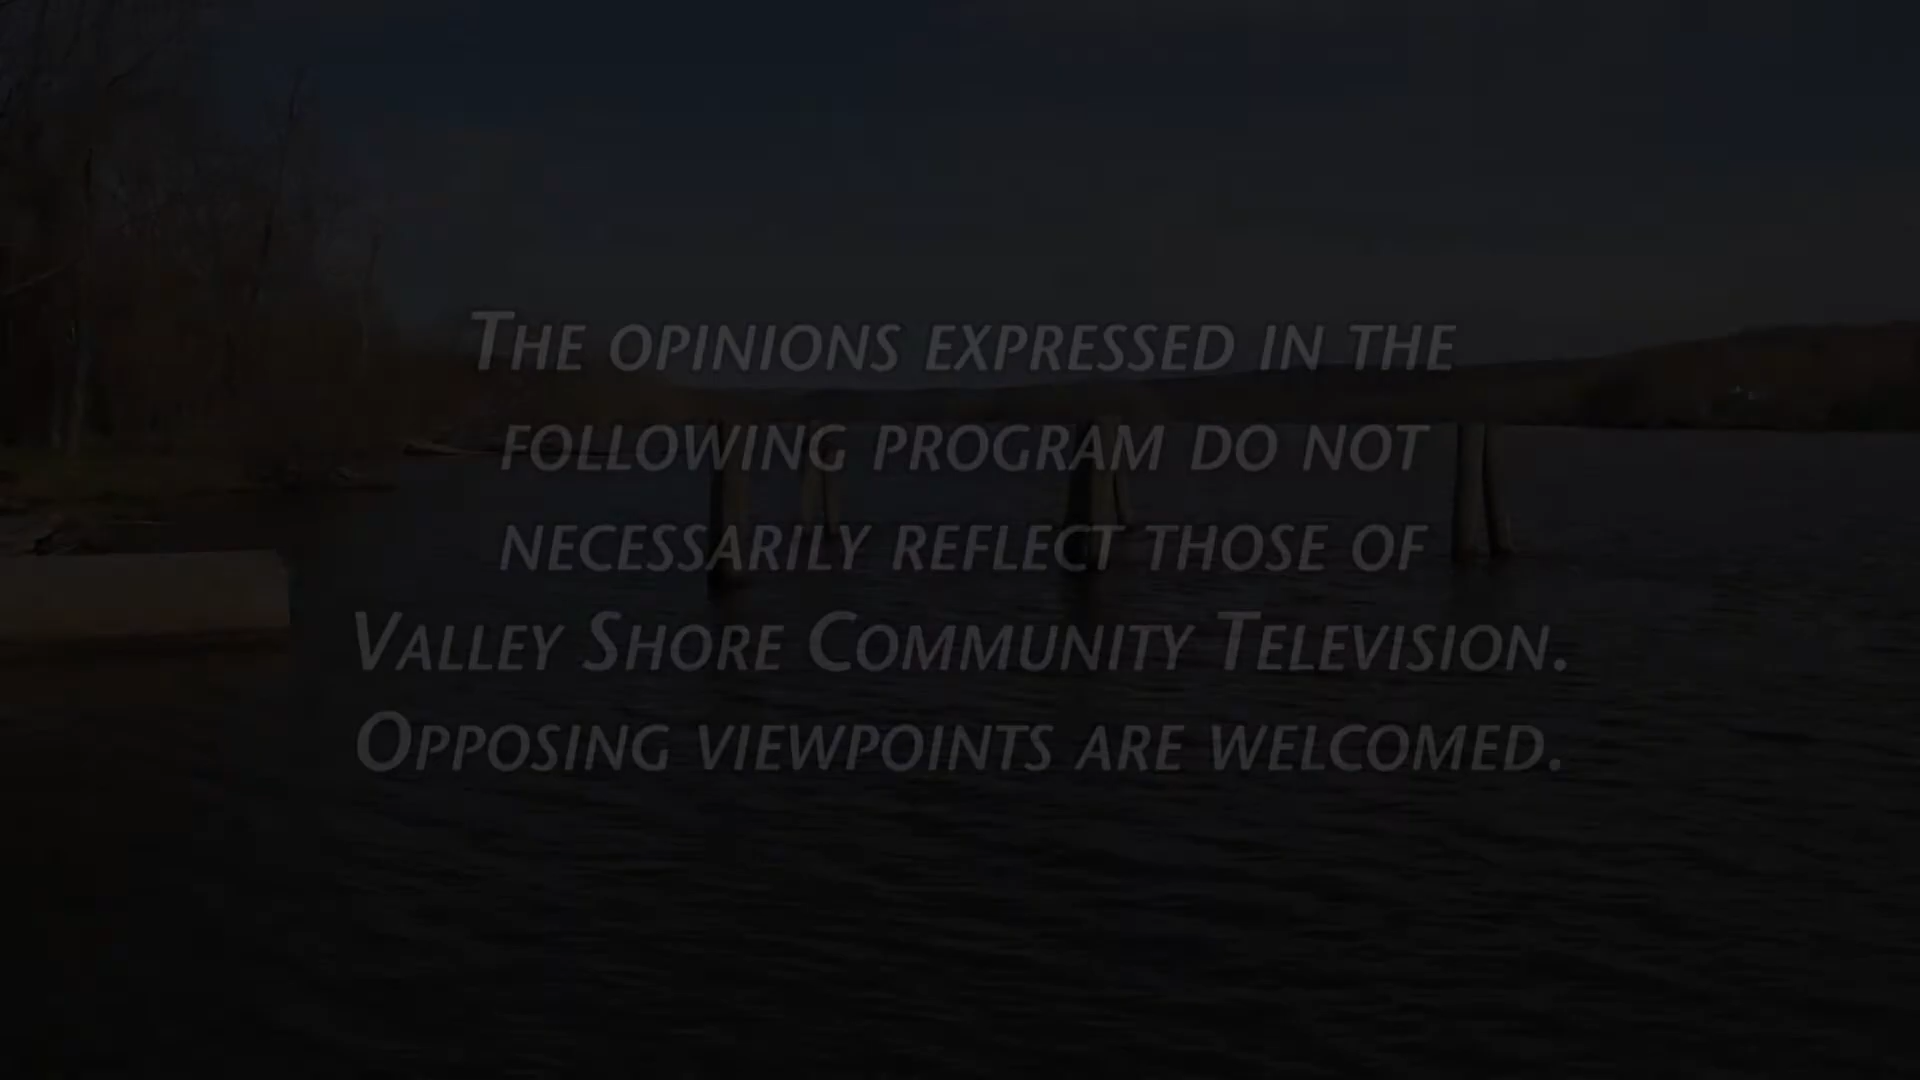 The opinions expressed in the
following program do not
necessarily reflect those of
Valley Shore Community Television.
Opposing viewpoints are welcomed.